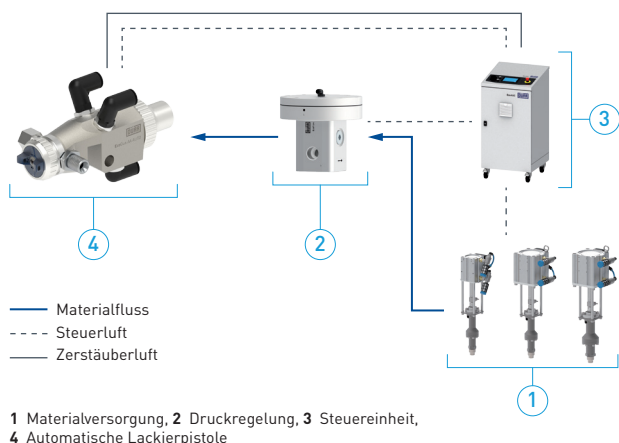 3
4
2
Materialfluss
Steuerluft
Zerstäuberluft
1
1 Materialversorgung, 2 Druckregelung, 3 Steuereinheit,
4 Automatische Lackierpistole